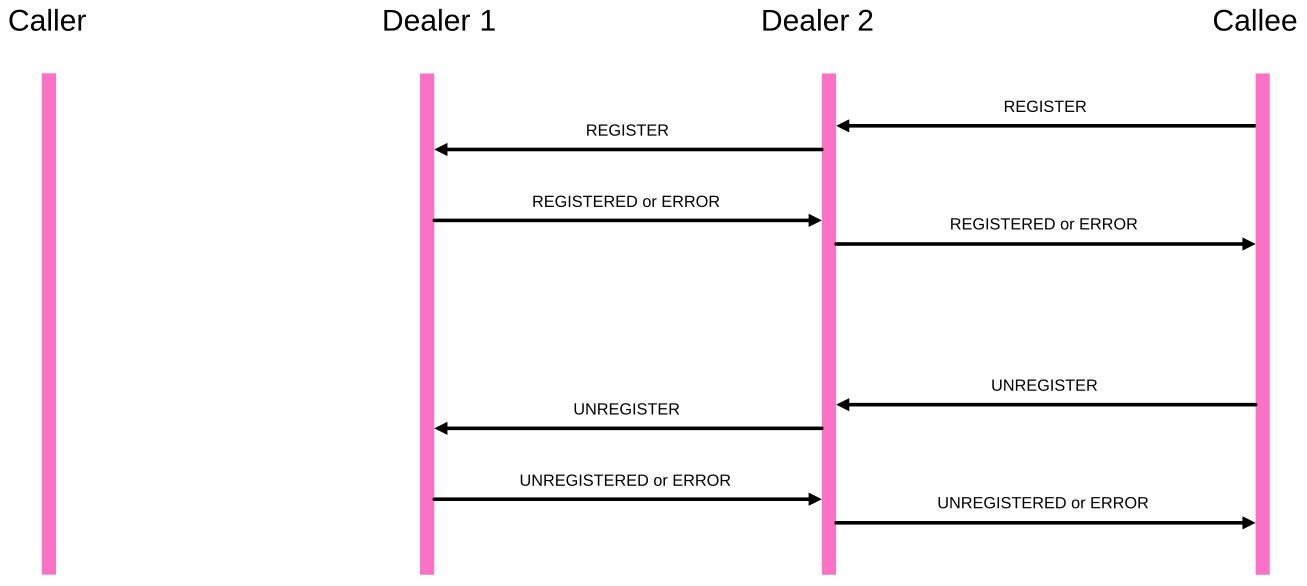 Caller
Dealer 1
Dealer 2
Callee
REGISTER
REGISTER
REGISTERED or ERROR
REGISTERED or ERROR
UNREGISTER
UNREGISTER
UNREGISTERED or ERROR
UNREGISTERED or ERROR